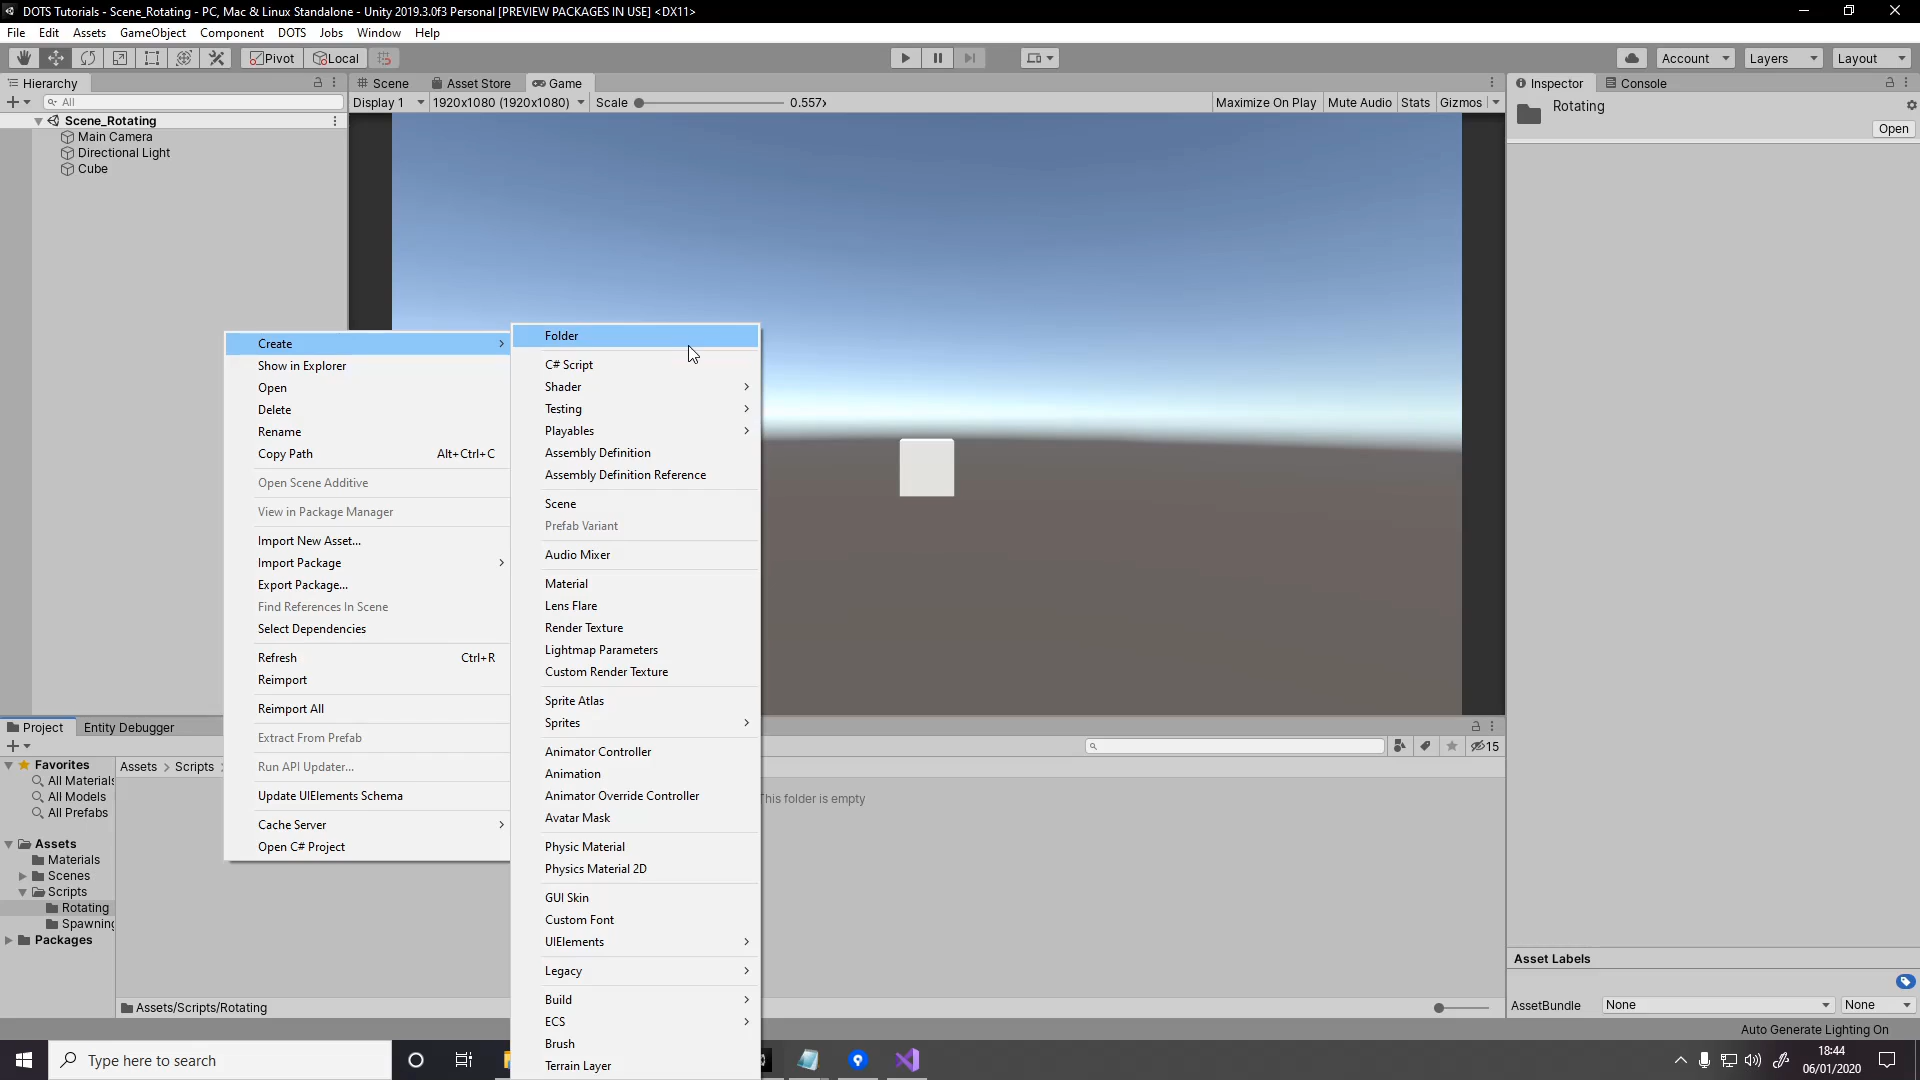 DOTS Tutorials - Scene_Rotating - PC, Mac & Linux Standalone - Unity 2019.3.0f3 Personal [PREVIEW PACKAGES IN USE] <DX11>
File Edit Assets GameObject Component DOTS Jobs Window Help
Pivot Local Account Layers Layout
Hierarchy Scene Asset Store Game Inspector Console
All Display 1 1920x1080 (1920x1080) Scale 0.557x Maximize On Play Mute Audio Stats Gizmos
Rotating
Open
Scene_Rotating
Main Camera
Directional Light
Cube
Create
Show in Explorer
Open
Delete
Rename
Copy Path Alt+Ctrl+C
Open Scene Additive
View in Package Manager
Import New Asset...
Import Package
Export Package...
Find References In Scene
Select Dependencies
Refresh Ctrl+R
Reimport
Reimport All
Extract From Prefab
Run API Updater...
Update UIElements Schema
Cache Server
Open C# Project
Folder
C# Script
Shader
Testing
Playables
Assembly Definition
Assembly Definition Reference
Scene
Prefab Variant
Audio Mixer
Material
Lens Flare
Render Texture
Lightmap Parameters
Custom Render Texture
Sprite Atlas
Sprites
Animator Controller
Animation
Animator Override Controller
Avatar Mask
Physic Material
Physics Material 2D
GUI Skin
Custom Font
UIElements
Legacy
Build
ECS
Brush
Terrain Layer
Project Entity Debugger
15
Favorites
All Materials
All Models
All Prefabs
Assets
Materials
Scenes
Scripts
Rotating
Spawning
Packages
Assets > Scripts
This folder is empty
Assets/Scripts/Rotating
Asset Labels
AssetBundle None None
Auto Generate Lighting On
Type here to search
18:44
06/01/2020